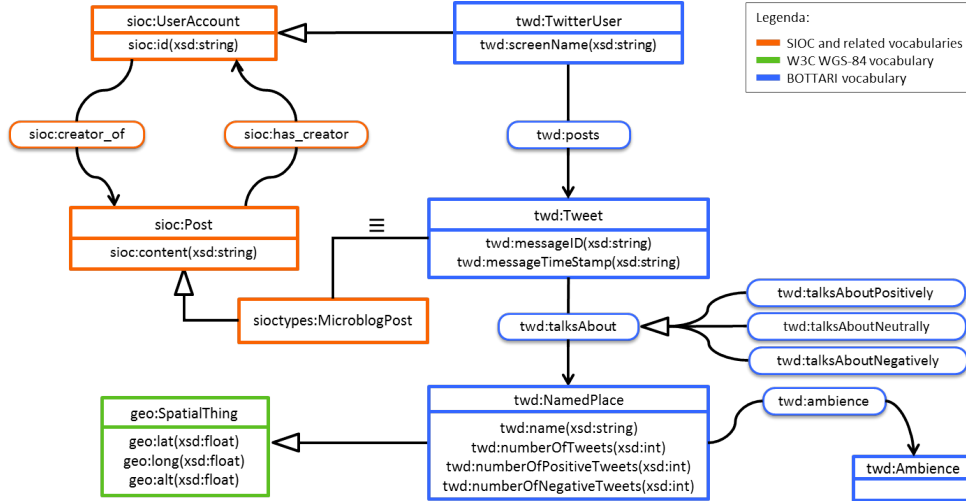 sioc:UserAccount
sioc:id(xsd:string)
twd:TwitterUser
twd:screenName(xsd:string)
Legenda:
SIOC and related vocabularies
W3C WGS-84 vocabulary
BOTTARI vocabulary
sioc:creator_of
sioc:has_creator
twd:posts
sioc:Post
sioc:content(xsd:string)
≡
twd:Tweet
twd:messageID(xsd:string)
twd:messageTimeStamp(xsd:string)
sioctypes:MicroblogPost
twd:talksAbout
twd:talksAboutPositively
twd:talksAboutNeutrally
twd:talksAboutNegatively
geo:SpatialThing
geo:lat(xsd:float)
geo:long(xsd:float)
geo:alt(xsd:float)
twd:NamedPlace
twd:name(xsd:string)
twd:numberOfTweets(xsd:int)
twd:numberOfPositiveTweets(xsd:int)
twd:numberOfNegativeTweets(xsd:int)
twd:ambience
twd:Ambience